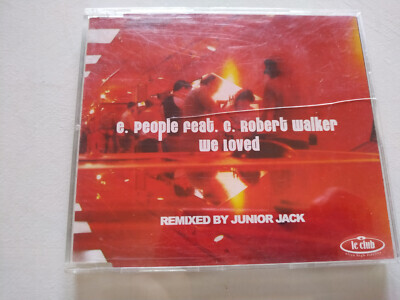 e. People feat. c. Robert Walker
We Loved
REMIXED BY JUNIOR JACK
le club